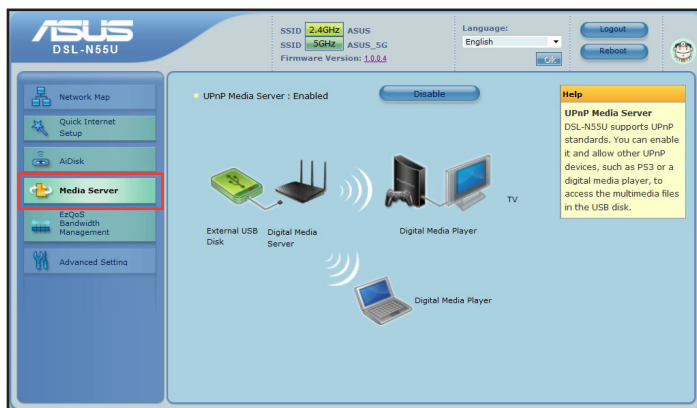 ASUS
DSL-N55U
SSID 2.4GHz ASUS
SSID 5GHz ASUS_5G
Firmware Version: 1.0.0.4
Language:
English
OK
Logout
Reboot
Network Map
Quick Internet
Setup
AiDisk
Media Server
EzQoS
Bandwidth
Management
Advanced Setting
UPnP Media Server : Enabled
Disable
External USB
Disk
Digital Media
Server
Digital Media Player
TV
Digital Media Player
Help
UPnP Media Server
DSL-N55U supports UPnP
standards. You can enable
it and allow other UPnP
devices, such as PS3 or a
digital media player, to
access the multimedia files
in the USB disk.